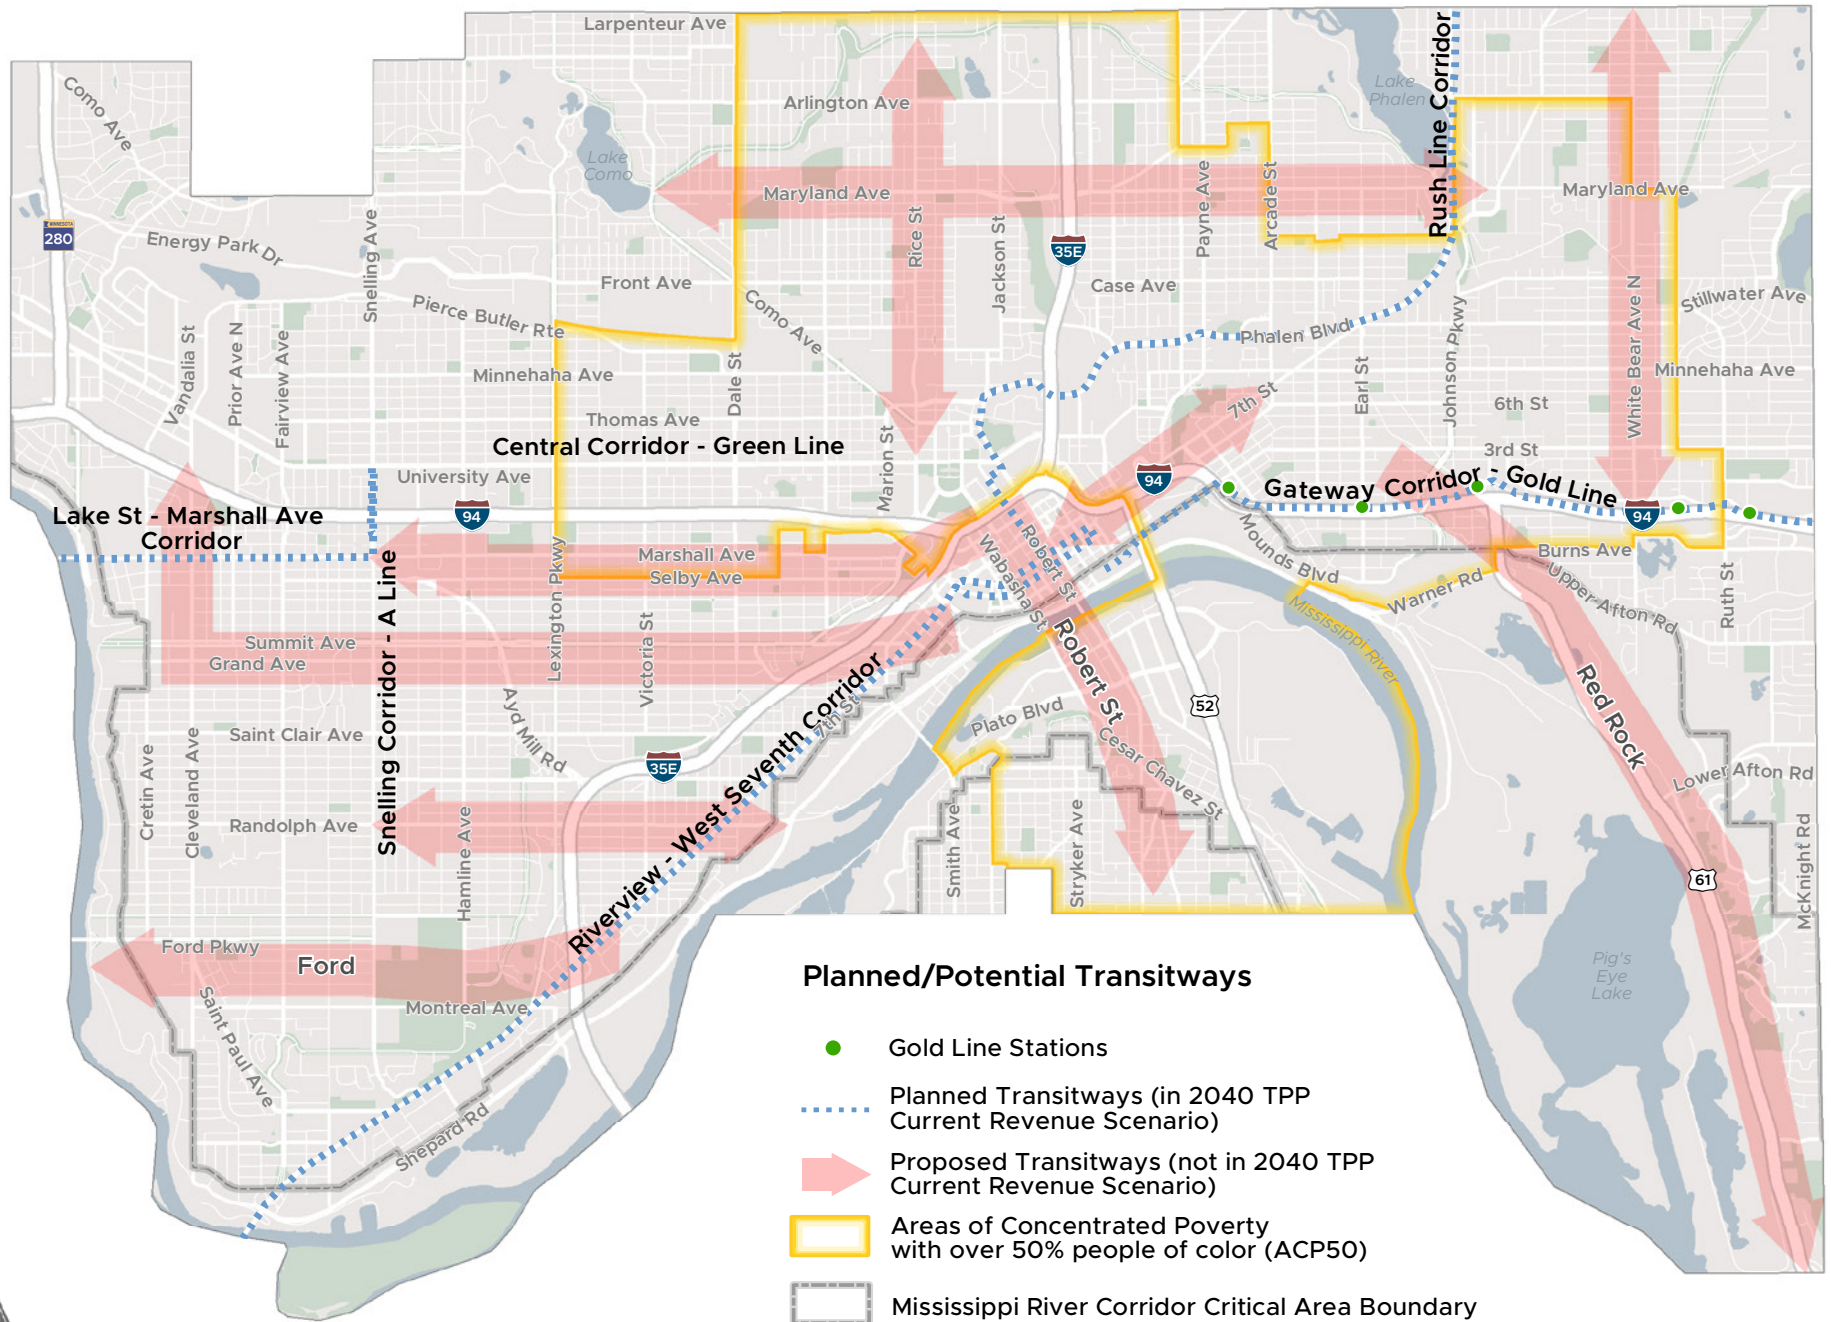 Larpenteur Ave
Como Ave
Arlington Ave
Lake
Phalen
Rush Line Corridor
Lake
Como
Maryland Ave
Maryland Ave
MINNESOTA
280
Energy Park Dr
Snelling Ave
Rice St
Jackson St
35E
Payne Ave
Arcade St
Front Ave
Case Ave
Pierce Butler Rte
Como Ave
Phalen Blvd
Stillwater Ave
Vandalia St
Prior Ave N
Fairview Ave
Minnehaha Ave
Dale St
Earl St
Johnson Pkwy
White Bear Ave N
Minnehaha Ave
Thomas Ave
7th St
6th St
Central Corridor - Green Line
Marion St
3rd St
University Ave
94
94
Gateway Corridor - Gold Line
94
Lake St - Marshall Ave
Corridor
Marshall Ave
Selby Ave
Lexington Pkwy
Wabasha St
Robert St
Mounds Blvd
Burns Ave
Warner Rd
Upper Afton Rd
Ruth St
Mississippi River
Summit Ave
Grand Ave
Victoria St
Snelling Corridor - A Line
Robert St
Red Rock
Ayd Mill Rd
Riverview - West Seventh Corridor
7th St
Plato Blvd
52
Cesar Chavez St
Saint Clair Ave
35E
Lower Afton Rd
Cretin Ave
Cleveland Ave
Randolph Ave
Hamline Ave
Smith Ave
Stryker Ave
61
McKnight Rd
Ford Pkwy
Ford
Montreal Ave
Saint Paul Ave
Shepard Rd
Pig's
Eye
Lake
Planned/Potential Transitways
Gold Line Stations
Planned Transitways (in 2040 TPP
Current Revenue Scenario)
Proposed Transitways (not in 2040 TPP
Current Revenue Scenario)
Areas of Concentrated Poverty
with over 50% people of color (ACP50)
Mississippi River Corridor Critical Area Boundary